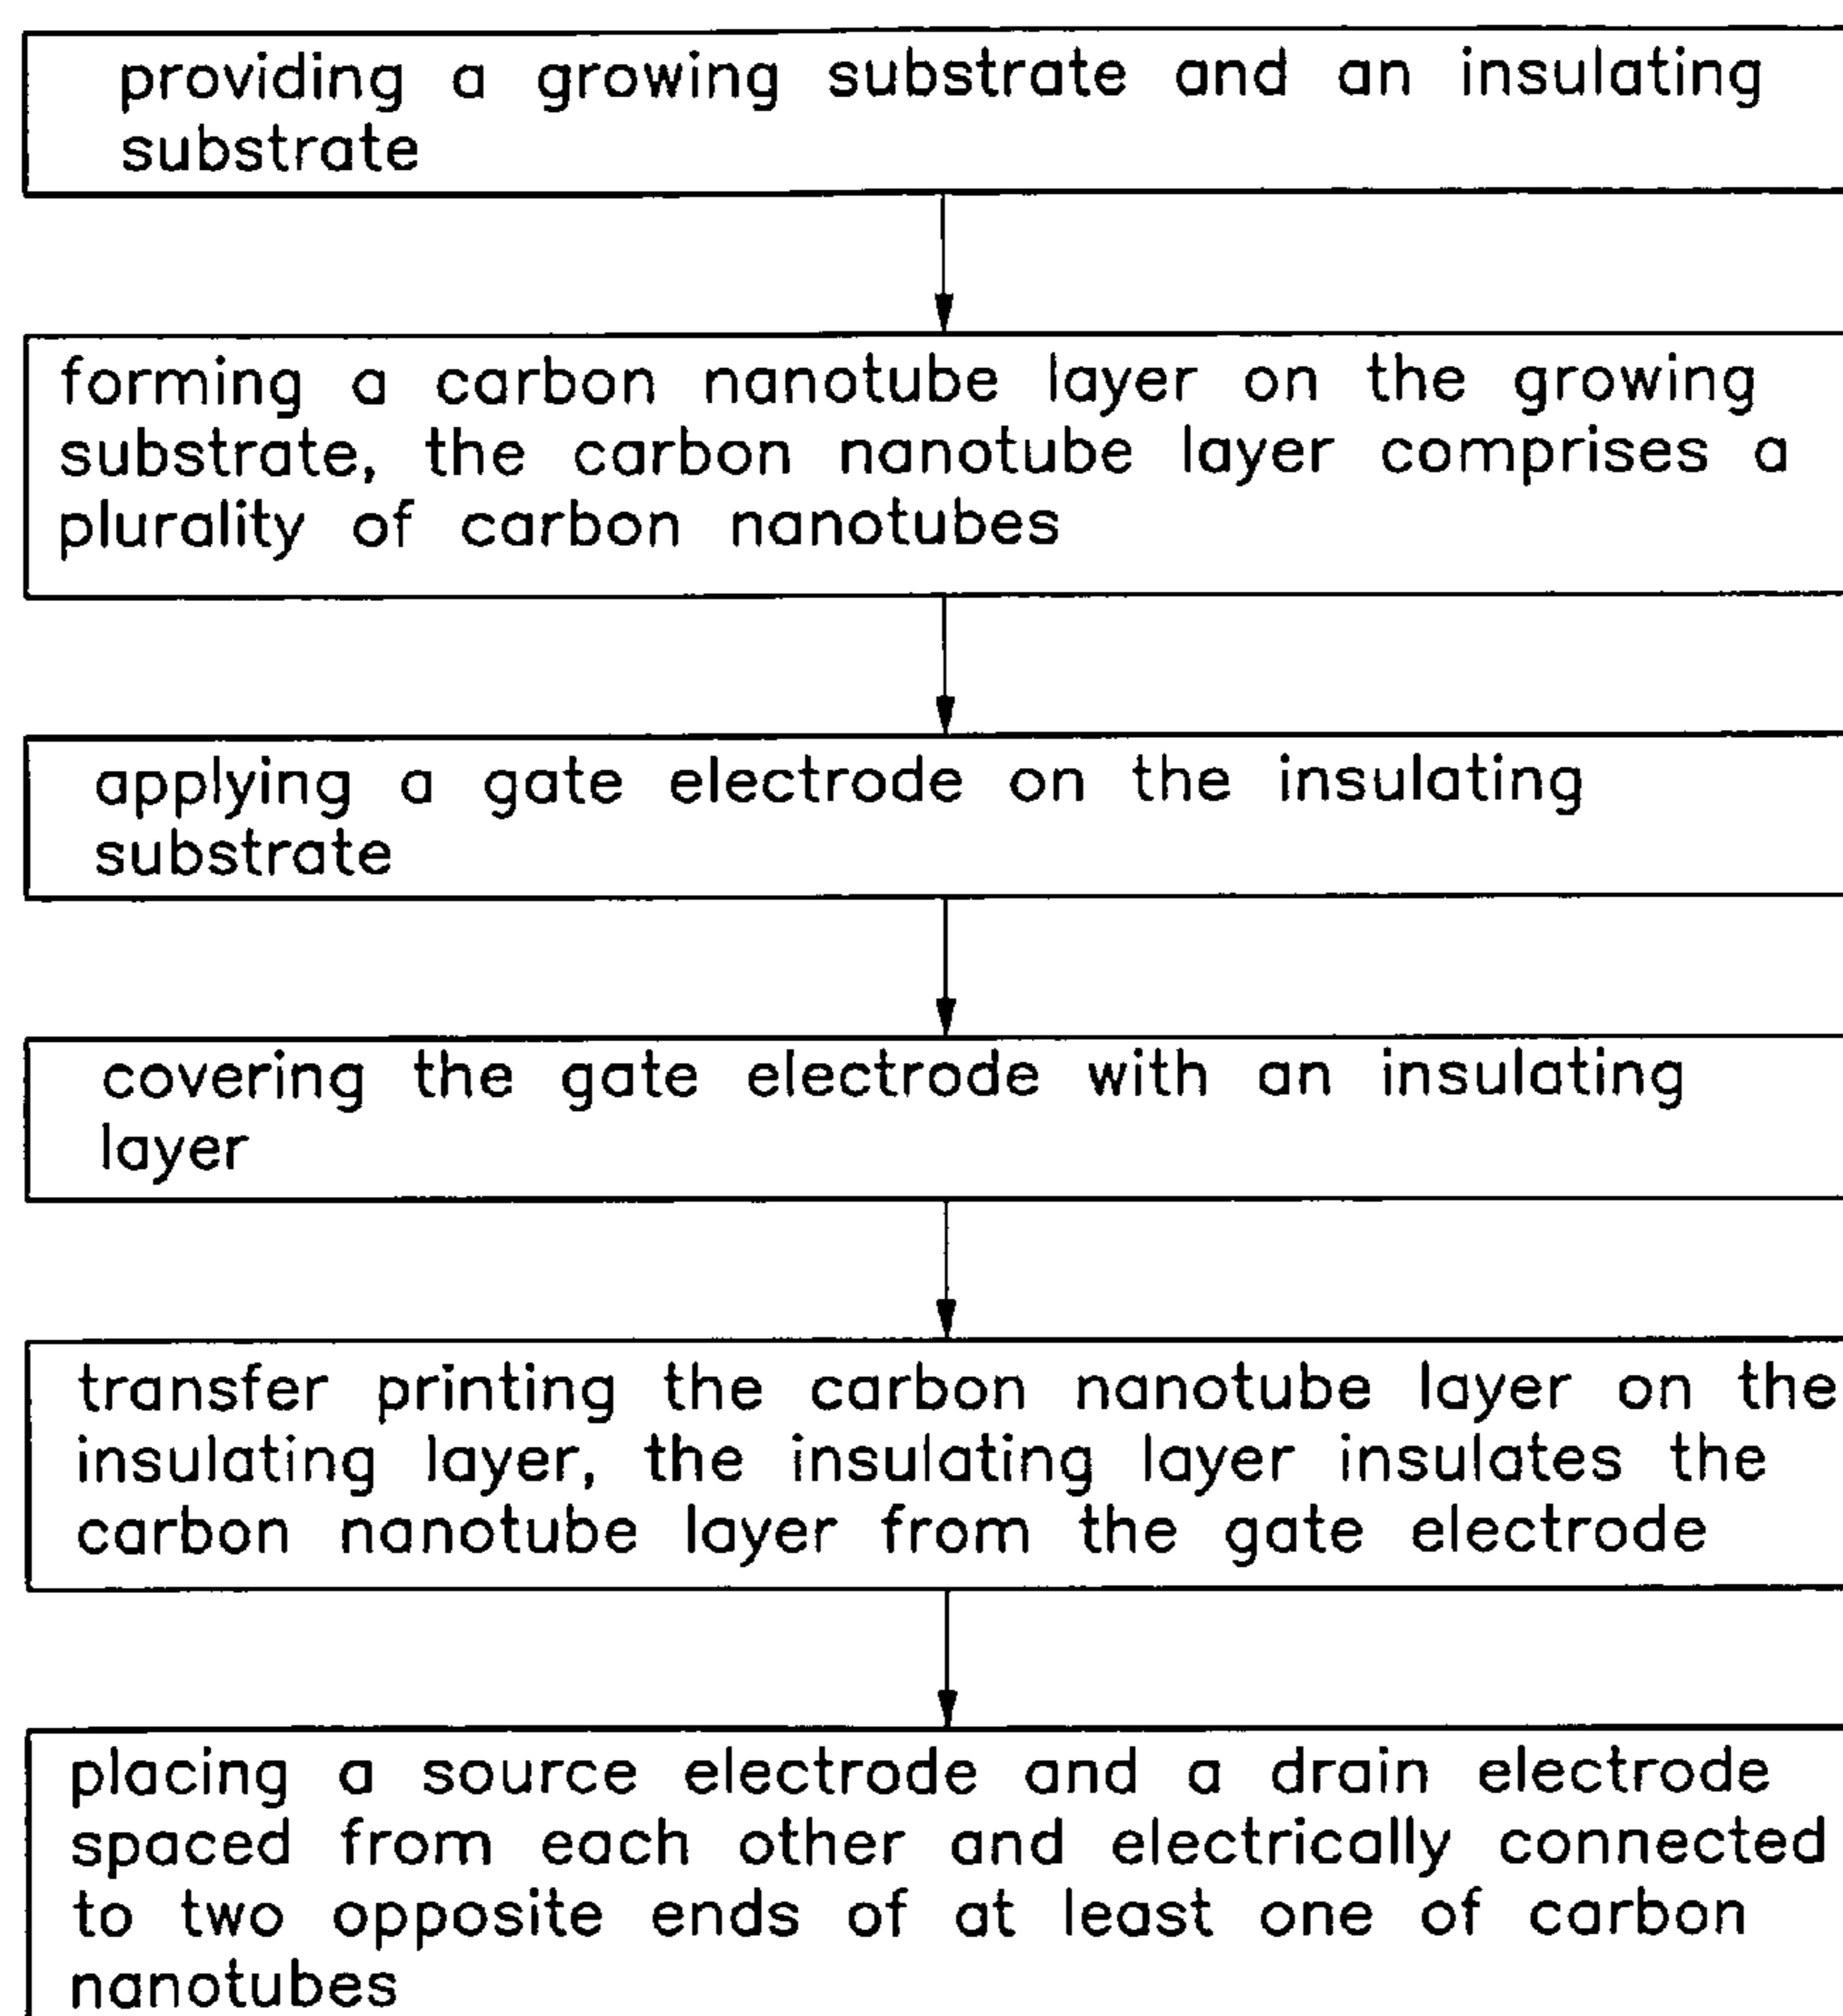 providing a growing substrate and an insulating
substrate
forming a carbon nanotube layer on the growing
substrate, the carbon nanotube layer comprises a
plurality of carbon nanotubes
applying a gate electrode on the insulating
substrate
covering the gate electrode with an insulating
layer
transfer printing the carbon nanotube layer on the
insulating layer, the insulating layer insulates the
carbon nanotube layer from the gate electrode
placing a source electrode and a drain electrode
spaced from each other and electrically connected
to two opposite ends of at least one of carbon
nanotubes